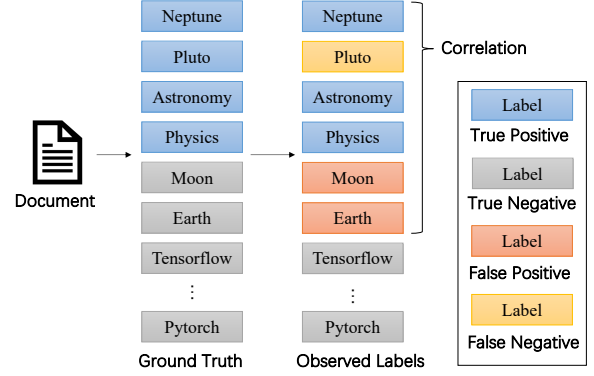 Neptune
Pluto
Astronomy
Physics
Moon
Earth
Tensorflow
⋮
Pytorch
Ground Truth
Document
Neptune
Pluto
Astronomy
Physics
Moon
Earth
Tensorflow
⋮
Pytorch
Observed Labels
Correlation
Label
True Positive
Label
True Negative
Label
False Positive
Label
False Negative